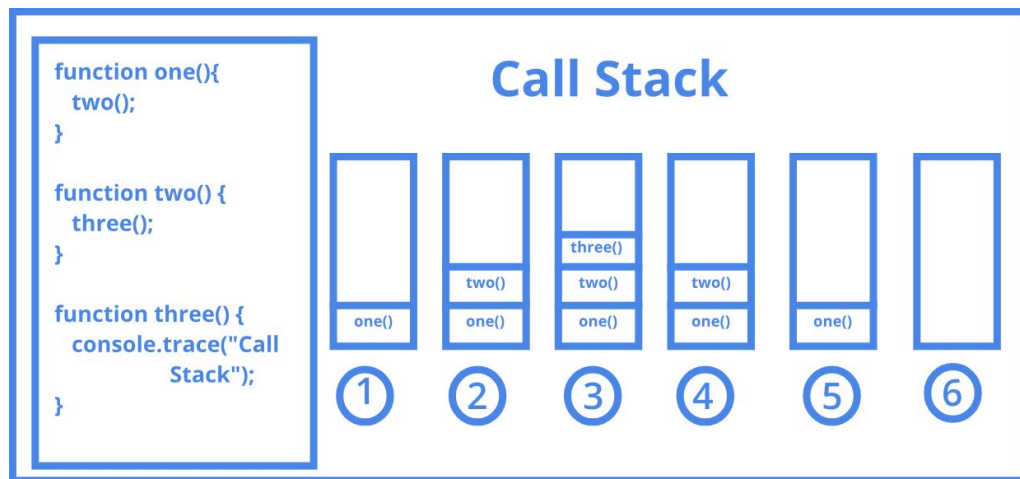 function one(){
two();
}
function two() {
three();
}
function three() {
console.trace("Call
Stack");
}
Call Stack
one()
two()
one()
three()
two()
one()
two()
one()
one()
1
2
3
4
5
6